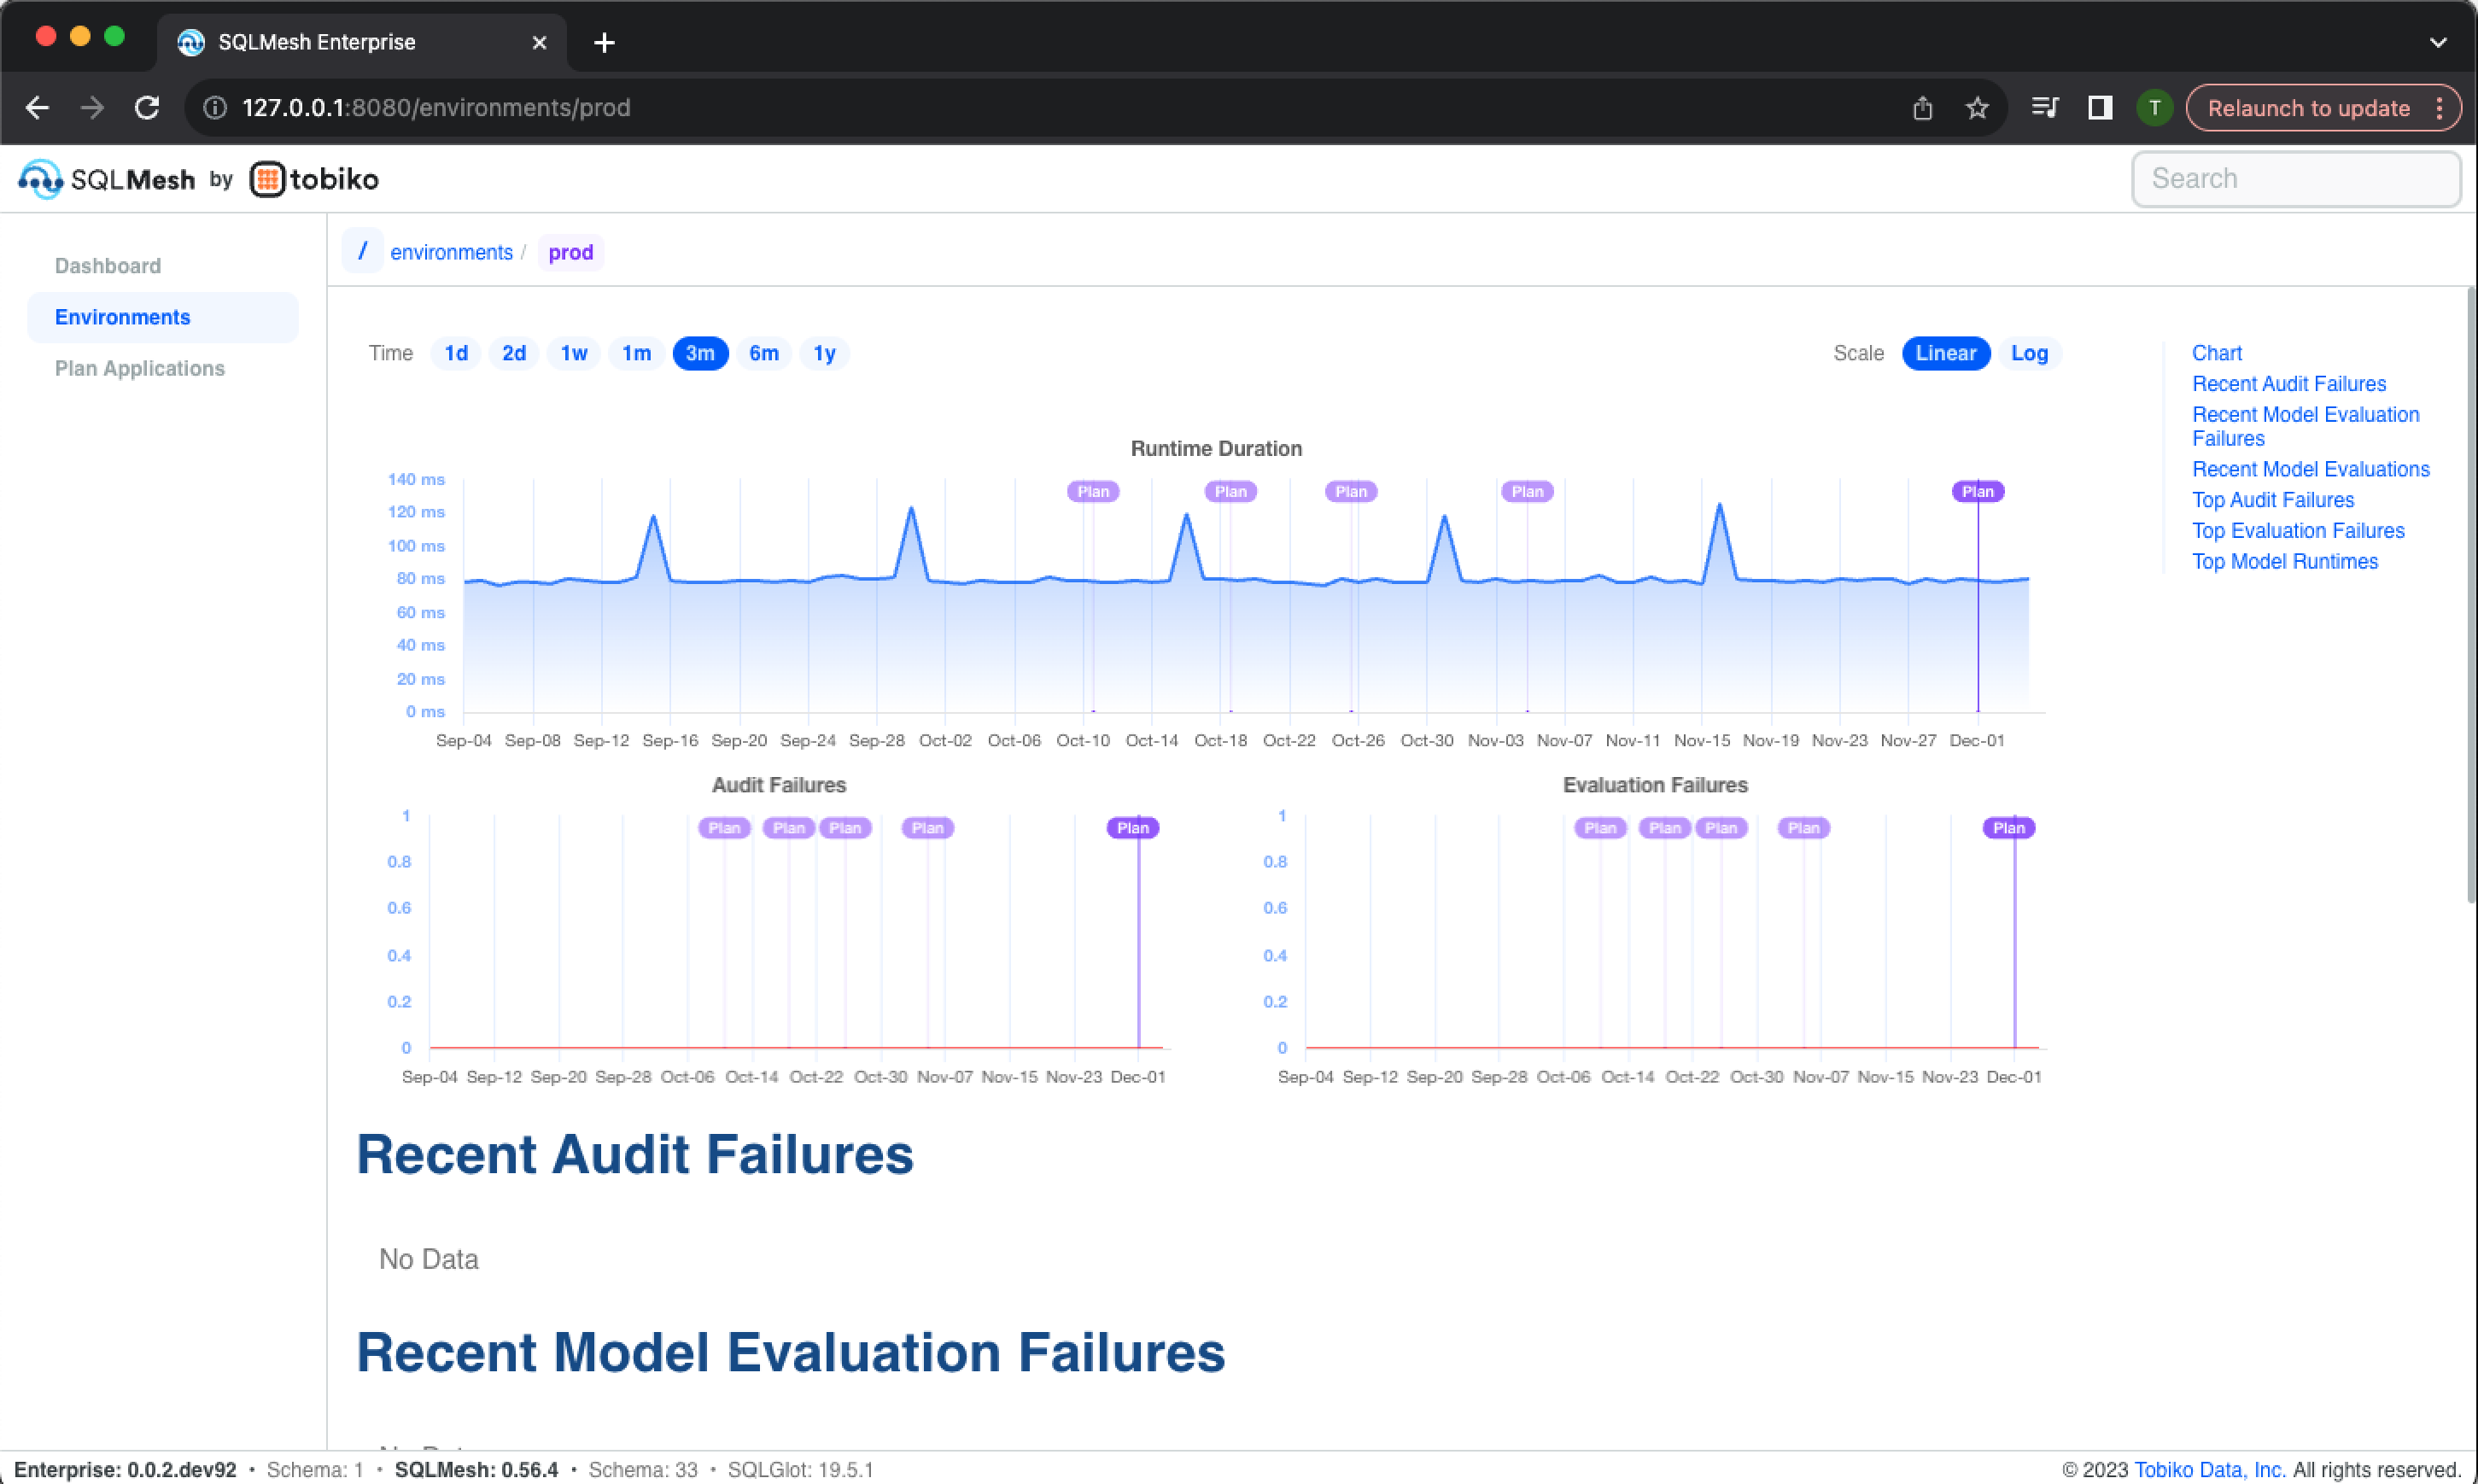 SQLMesh Enterprise
127.0.0.1:8080/environments/prod
T
Relaunch to update
SQLMesh by tobiko
Search
Dashboard
Environments
Plan Applications
/ environments / prod
Time 1d 2d 1w 1m 3m 6m 1y
Scale Linear Log
Chart
Recent Audit Failures
Recent Model Evaluation
Failures
Recent Model Evaluations
Top Audit Failures
Top Evaluation Failures
Top Model Runtimes
Runtime Duration
140 ms
120 ms
100 ms
80 ms
60 ms
40 ms
20 ms
0 ms
Plan Plan Plan Plan Plan
Sep-04 Sep-08 Sep-12 Sep-16 Sep-20 Sep-24 Sep-28 Oct-02 Oct-06 Oct-10 Oct-14 Oct-18 Oct-22 Oct-26 Oct-30 Nov-03 Nov-07 Nov-11 Nov-15 Nov-19 Nov-23 Nov-27 Dec-01
Audit Failures
1
0.8
0.6
0.4
0.2
0
Plan Plan Plan Plan Plan
Sep-04 Sep-12 Sep-20 Sep-28 Oct-06 Oct-14 Oct-22 Oct-30 Nov-07 Nov-15 Nov-23 Dec-01
Evaluation Failures
1
0.8
0.6
0.4
0.2
0
Plan Plan Plan Plan Plan
Sep-04 Sep-12 Sep-20 Sep-28 Oct-06 Oct-14 Oct-22 Oct-30 Nov-07 Nov-15 Nov-23 Dec-01
Recent Audit Failures
No Data
Recent Model Evaluation Failures
Enterprise: 0.0.2.dev92 • Schema: 1 • SQLMesh: 0.56.4 • Schema: 33 • SQLGlot: 19.5.1
© 2023 Tobiko Data, Inc. All rights reserved.